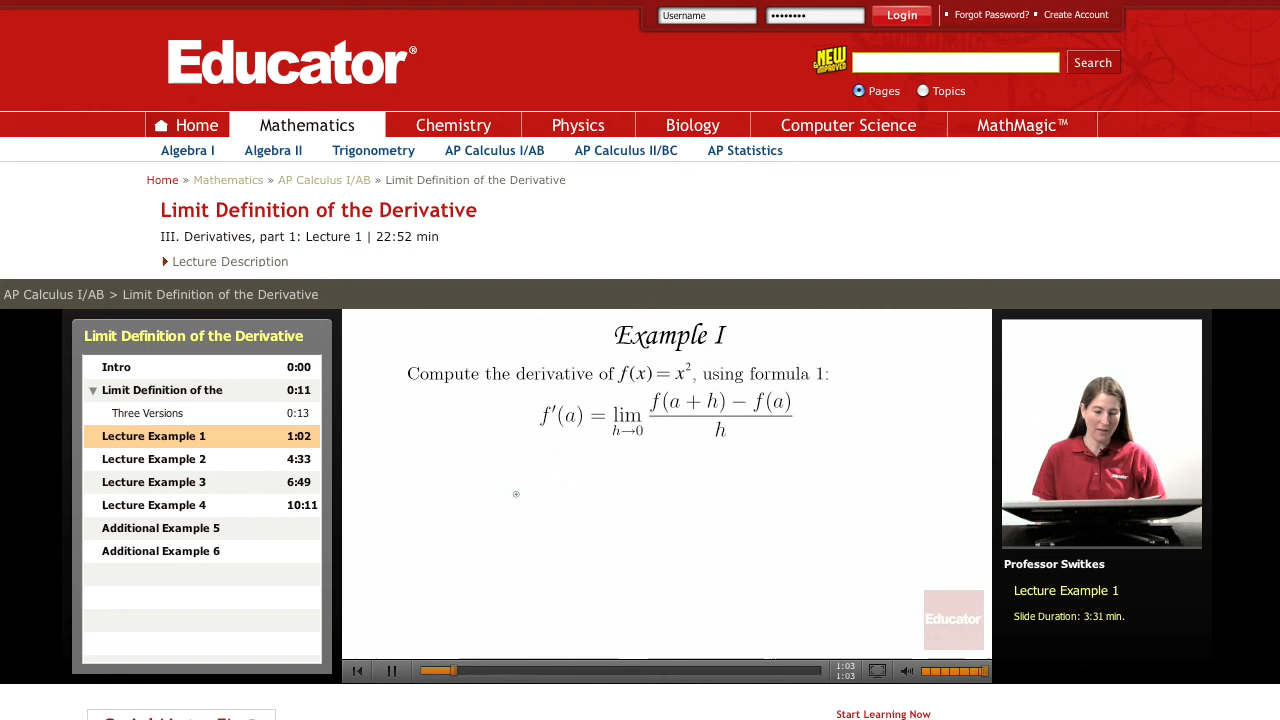 Username •••••••• Login Forgot Password? Create Account
Educator®
NEW & IMPROVED Search
Pages Topics
Home Mathematics Chemistry Physics Biology Computer Science MathMagic™
Algebra I Algebra II Trigonometry AP Calculus I/AB AP Calculus II/BC AP Statistics
Home » Mathematics » AP Calculus I/AB » Limit Definition of the Derivative
Limit Definition of the Derivative
III. Derivatives, part 1: Lecture 1 | 22:52 min
Lecture Description
AP Calculus I/AB > Limit Definition of the Derivative
Limit Definition of the Derivative
Intro 0:00
Limit Definition of the 0:11
Three Versions 0:13
Lecture Example 1 1:02
Lecture Example 2 4:33
Lecture Example 3 6:49
Lecture Example 4 10:11
Additional Example 5
Additional Example 6
Example I
Compute the derivative of f(x) = x², using formula 1:
f′(a) = lim h→0 f(a + h) − f(a) / h
Educator
1:03
1:03
Professor Switkes
Lecture Example 1
Slide Duration: 3:31 min.
Start Learning Now